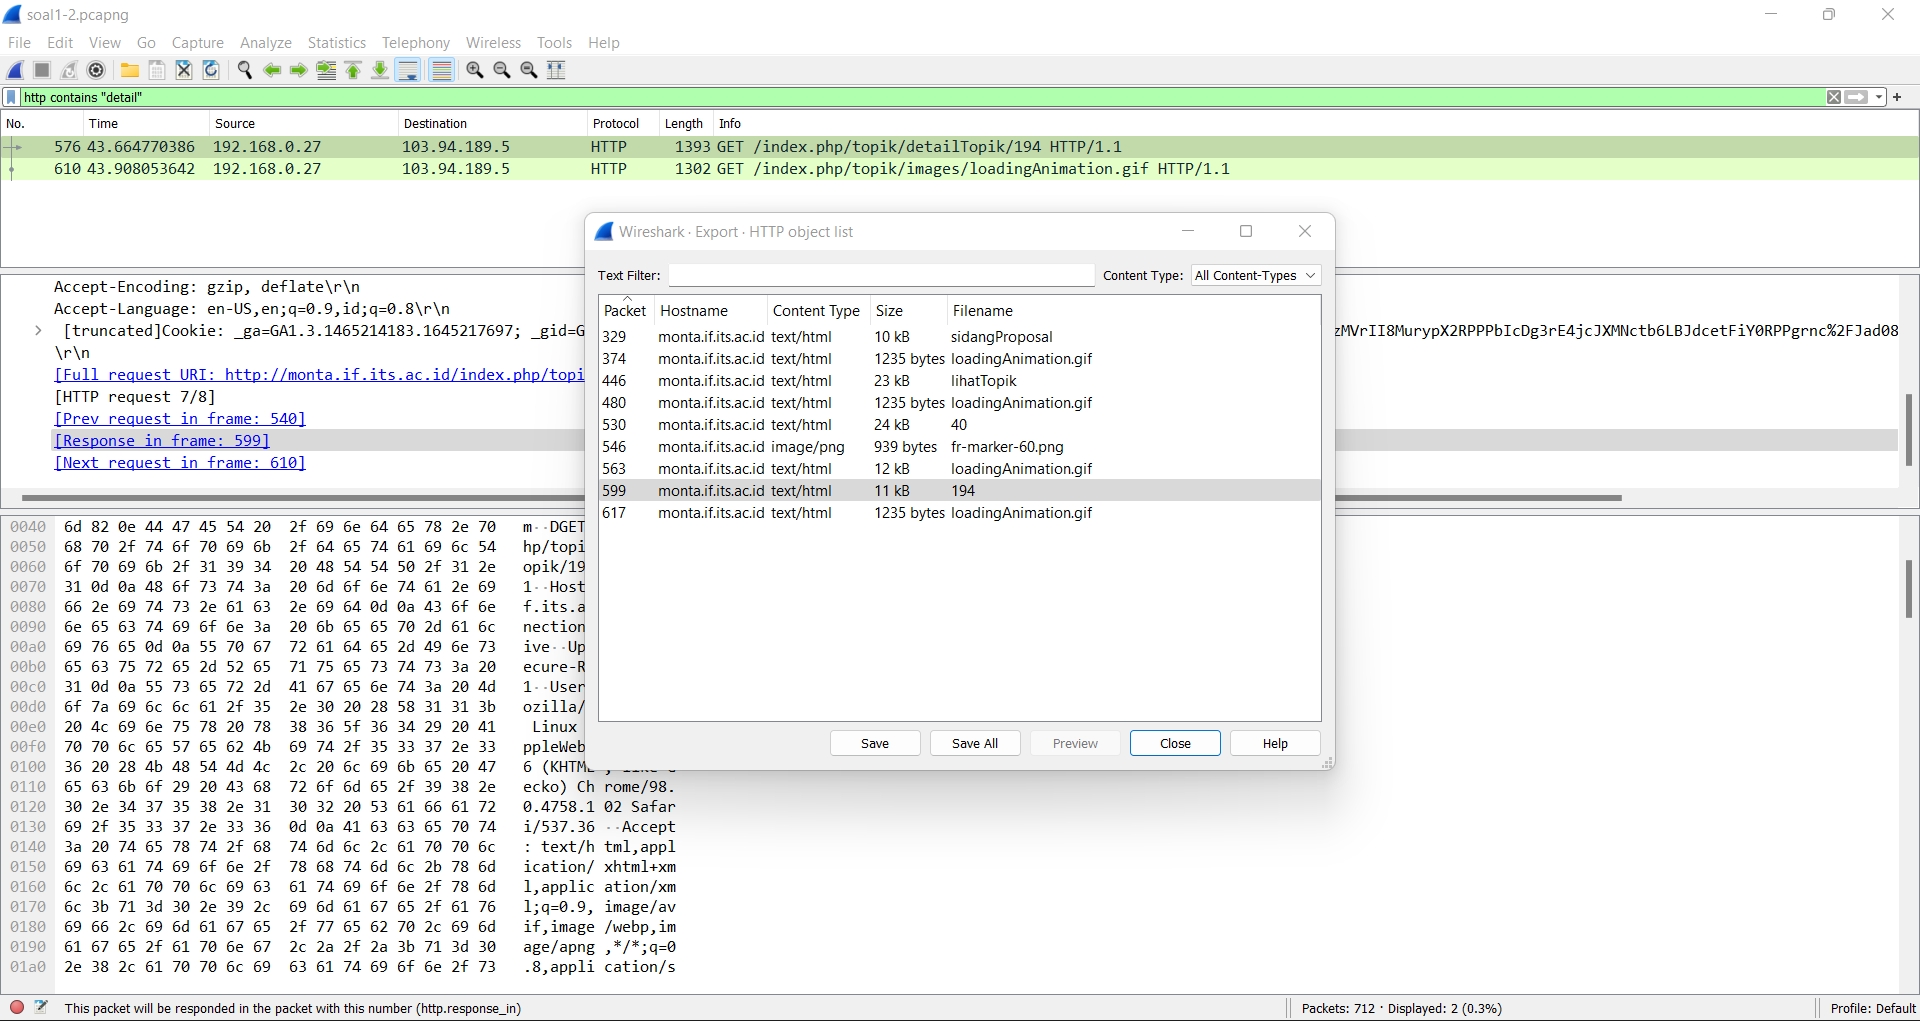 soal1-2.pcapng
File Edit View Go Capture Analyze Statistics Telephony Wireless Tools Help
http contains "detail"
No. Time Source Destination Protocol Length Info
576 43.664770386 192.168.0.27 103.94.189.5 HTTP 1393 GET /index.php/topik/detailTopik/194 HTTP/1.1
610 43.908053642 192.168.0.27 103.94.189.5 HTTP 1302 GET /index.php/topik/images/loadingAnimation.gif HTTP/1.1
Accept-Encoding: gzip, deflate\r\n
Accept-Language: en-US,en;q=0.9,id;q=0.8\r\n
[truncated]Cookie: _ga=GA1.3.1465214183.1645217697; _gid=G
zMVrII8MurypX2RPPPbIcDg3rE4jcJXMNctb6LBJdcetFiY0RPPgrnc%2FJad08
\r\n
[Full request URI: http://monta.if.its.ac.id/index.php/topi
[HTTP request 7/8]
[Prev request in frame: 540]
[Response in frame: 599]
[Next request in frame: 610]
Wireshark · Export · HTTP object list
Text Filter: Content Type: All Content-Types
Packet Hostname Content Type Size Filename
329 monta.if.its.ac.id text/html 10 kB sidangProposal
374 monta.if.its.ac.id text/html 1235 bytes loadingAnimation.gif
446 monta.if.its.ac.id text/html 23 kB lihatTopik
480 monta.if.its.ac.id text/html 1235 bytes loadingAnimation.gif
530 monta.if.its.ac.id text/html 24 kB 40
546 monta.if.its.ac.id image/png 939 bytes fr-marker-60.png
563 monta.if.its.ac.id text/html 12 kB loadingAnimation.gif
599 monta.if.its.ac.id text/html 11 kB 194
617 monta.if.its.ac.id text/html 1235 bytes loadingAnimation.gif
Save Save All Preview Close Help
0040 6d 82 0e 44 47 45 54 20 2f 69 6e 64 65 78 2e 70 m··DGET
0050 68 70 2f 74 6f 70 69 6b 2f 64 65 74 61 69 6c 54 hp/topi
0060 6f 70 69 6b 2f 31 39 34 20 48 54 54 50 2f 31 2e opik/19
0070 31 0d 0a 48 6f 73 74 3a 20 6d 6f 6e 74 61 2e 69 1··Host
0080 66 2e 69 74 73 2e 61 63 2e 69 64 0d 0a 43 6f 6e f.its.a
0090 6e 65 63 74 69 6f 6e 3a 20 6b 65 65 70 2d 61 6c nection
00a0 69 76 65 0d 0a 55 70 67 72 61 64 65 2d 49 6e 73 ive··Up
00b0 65 63 75 72 65 2d 52 65 71 75 65 73 74 73 3a 20 ecure-R
00c0 31 0d 0a 55 73 65 72 2d 41 67 65 6e 74 3a 20 4d 1··User
00d0 6f 7a 69 6c 6c 61 2f 35 2e 30 20 28 58 31 31 3b ozilla/
00e0 20 4c 69 6e 75 78 20 78 38 36 5f 36 34 29 20 41 Linux
00f0 70 70 6c 65 57 65 62 4b 69 74 2f 35 33 37 2e 33 ppleWeb
0100 36 20 28 4b 48 54 4d 4c 2c 20 6c 69 6b 65 20 47 6 (KHTML , like G
0110 65 63 6b 6f 29 20 43 68 72 6f 6d 65 2f 39 38 2e ecko) Ch rome/98.
0120 30 2e 34 37 35 38 2e 31 30 32 20 53 61 66 61 72 0.4758.1 02 Safar
0130 69 2f 35 33 37 2e 33 36 0d 0a 41 63 63 65 70 74 i/537.36 ··Accept
0140 3a 20 74 65 78 74 2f 68 74 6d 6c 2c 61 70 70 6c : text/h tml,appl
0150 69 63 61 74 69 6f 6e 2f 78 68 74 6d 6c 2b 78 6d ication/ xhtml+xm
0160 6c 2c 61 70 70 6c 69 63 61 74 69 6f 6e 2f 78 6d l,applic ation/xm
0170 6c 3b 71 3d 30 2e 39 2c 69 6d 61 67 65 2f 61 76 l;q=0.9, image/av
0180 69 66 2c 69 6d 61 67 65 2f 77 65 62 70 2c 69 6d if,image /webp,im
0190 61 67 65 2f 61 70 6e 67 2c 2a 2f 2a 3b 71 3d 30 age/apng ,*/*;q=0
01a0 2e 38 2c 61 70 70 6c 69 63 61 74 69 6f 6e 2f 73 .8,appli cation/s
This packet will be responded in the packet with this number (http.response_in)
Packets: 712 · Displayed: 2 (0.3%)
Profile: Default